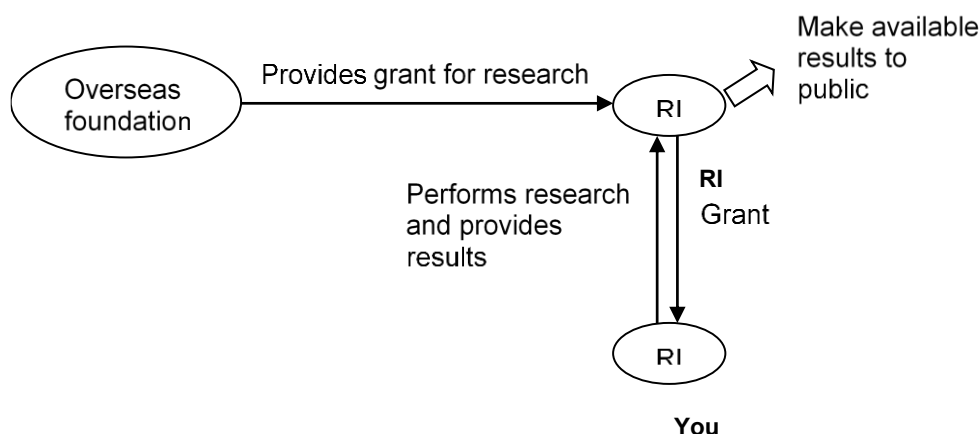 Make available
results to
public
Provides grant for research
Overseas
foundation
RI
Performs research
and provides
results
RI
Grant
RI
You